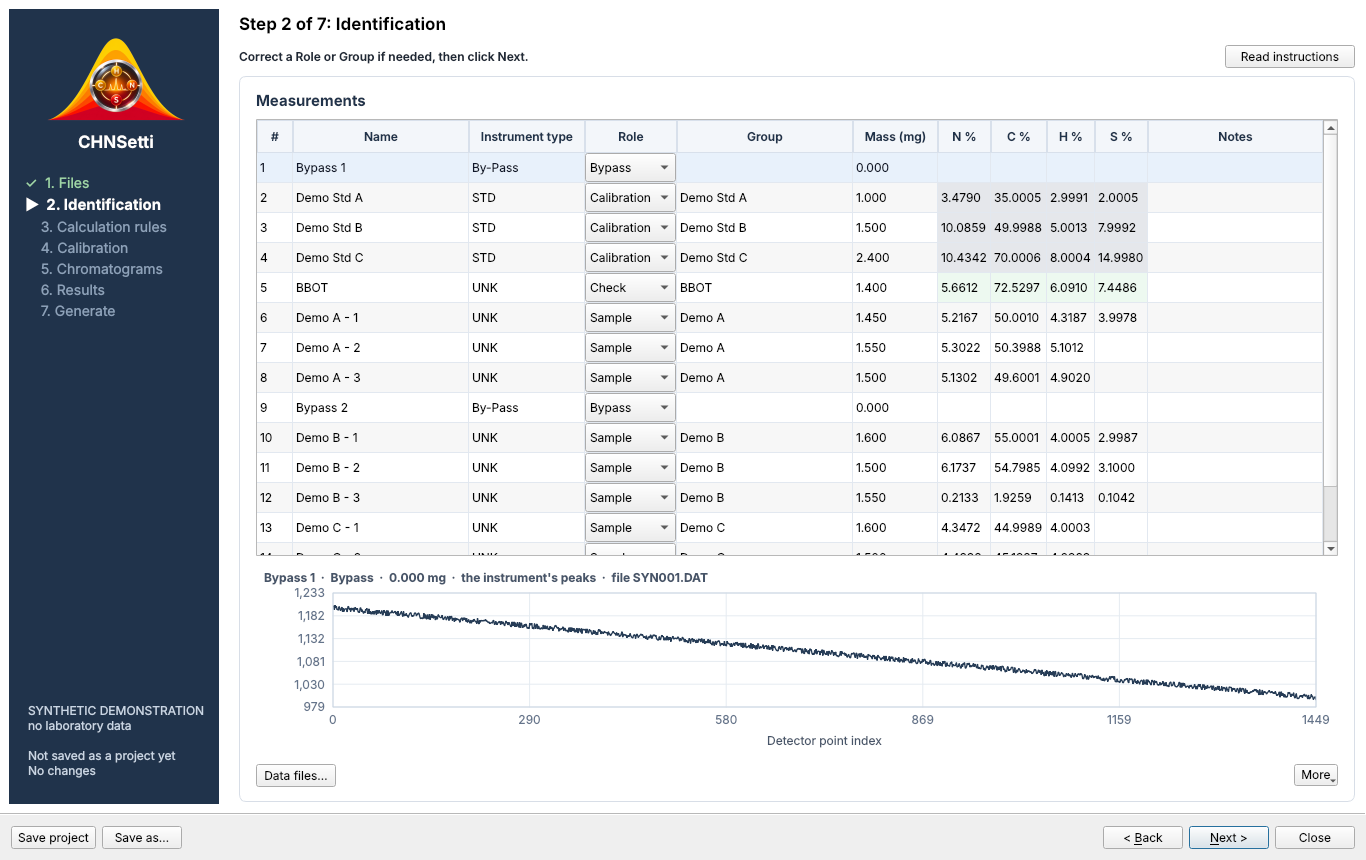 Step 2 of 7: Identification
Correct a Role or Group if needed, then click Next.
Read instructions
C H N S
CHNSetti
✓ 1. Files
▶ 2. Identification
3. Calculation rules
4. Calibration
5. Chromatograms
6. Results
7. Generate
SYNTHETIC DEMONSTRATION
no laboratory data
Not saved as a project yet
No changes
Measurements
# Name Instrument type Role Group Mass (mg) N % C % H % S % Notes
1 Bypass 1 By-Pass Bypass 0.000
2 Demo Std A STD Calibration Demo Std A 1.000 3.4790 35.0005 2.9991 2.0005
3 Demo Std B STD Calibration Demo Std B 1.500 10.0859 49.9988 5.0013 7.9992
4 Demo Std C STD Calibration Demo Std C 2.400 10.4342 70.0006 8.0004 14.9980
5 BBOT UNK Check BBOT 1.400 5.6612 72.5297 6.0910 7.4486
6 Demo A - 1 UNK Sample Demo A 1.450 5.2167 50.0010 4.3187 3.9978
7 Demo A - 2 UNK Sample Demo A 1.550 5.3022 50.3988 5.1012
8 Demo A - 3 UNK Sample Demo A 1.500 5.1302 49.6001 4.9020
9 Bypass 2 By-Pass Bypass 0.000
10 Demo B - 1 UNK Sample Demo B 1.600 6.0867 55.0001 4.0005 2.9987
11 Demo B - 2 UNK Sample Demo B 1.500 6.1737 54.7985 4.0992 3.1000
12 Demo B - 3 UNK Sample Demo B 1.550 0.2133 1.9259 0.1413 0.1042
13 Demo C - 1 UNK Sample Demo C 1.600 4.3472 44.9989 4.0003
Bypass 1 · Bypass · 0.000 mg · the instrument's peaks · file SYN001.DAT
1,233
1,182
1,132
1,081
1,030
979
0 290 580 869 1159 1449
Detector point index
Data files...
More
Save project Save as... < Back Next > Close